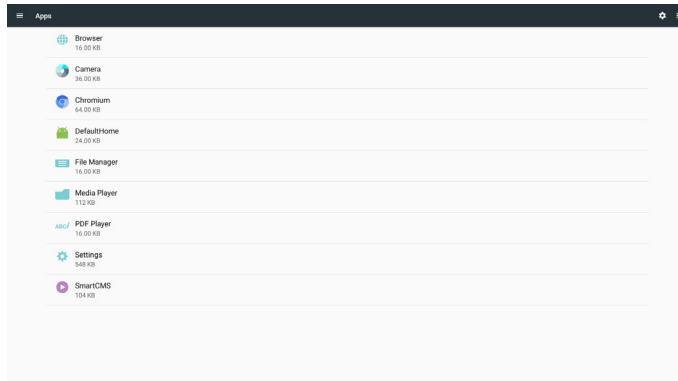 Apps
Browser
16.00 KB
Camera
36.00 KB
Chromium
64.00 KB
DefaultHome
24.00 KB
File Manager
16.00 KB
Media Player
112 KB
ABC/
PDF Player
16.00 KB
Settings
548 KB
SmartCMS
104 KB